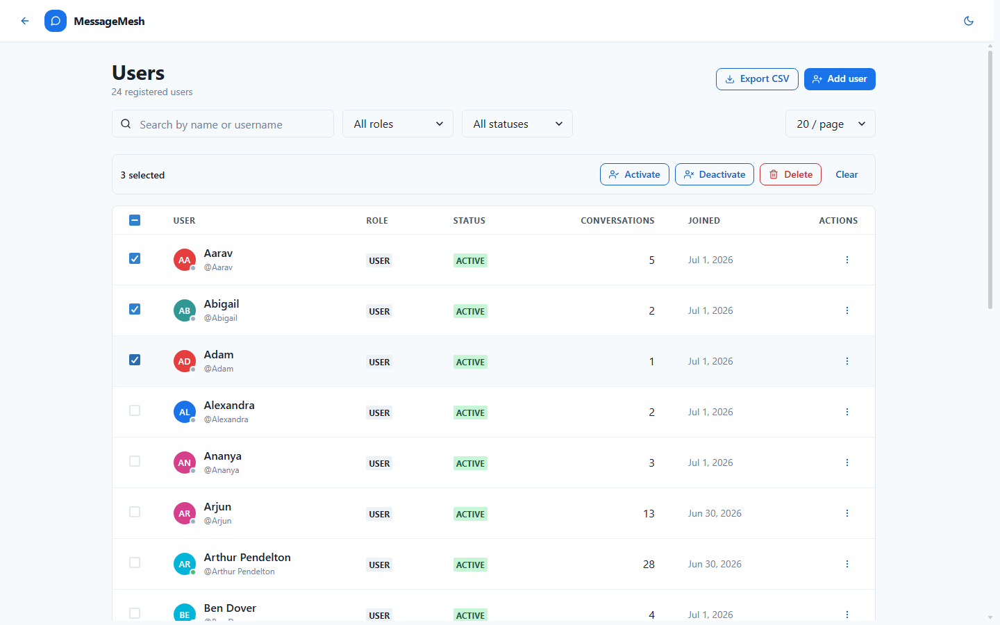 MessageMesh
Users
24 registered users
Export CSV
Add user
Search by name or username
All roles
All statuses
20 / page
3 selected
Activate
Deactivate
Delete
Clear
USER ROLE STATUS CONVERSATIONS JOINED ACTIONS
AA Aarav USER ACTIVE 5 Jul 1, 2026
@Aarav
AB Abigail USER ACTIVE 2 Jul 1, 2026
@Abigail
AD Adam USER ACTIVE 1 Jul 1, 2026
@Adam
AL Alexandra USER ACTIVE 2 Jul 1, 2026
@Alexandra
AN Ananya USER ACTIVE 3 Jul 1, 2026
@Ananya
AR Arjun USER ACTIVE 13 Jun 30, 2026
@Arjun
AR Arthur Pendelton USER ACTIVE 28 Jun 30, 2026
@Arthur Pendelton
BE Ben Dover USER ACTIVE 4 Jul 1, 2026